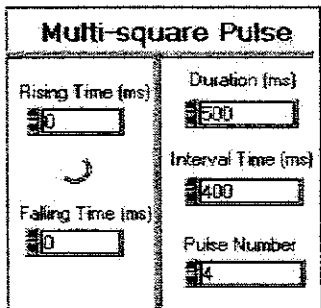 Multi-square Pulse
Rising Time (ms)
0
Falling Time (ms)
0
Duration (ms)
500
Interval Time (ms)
400
Pulse Number
4